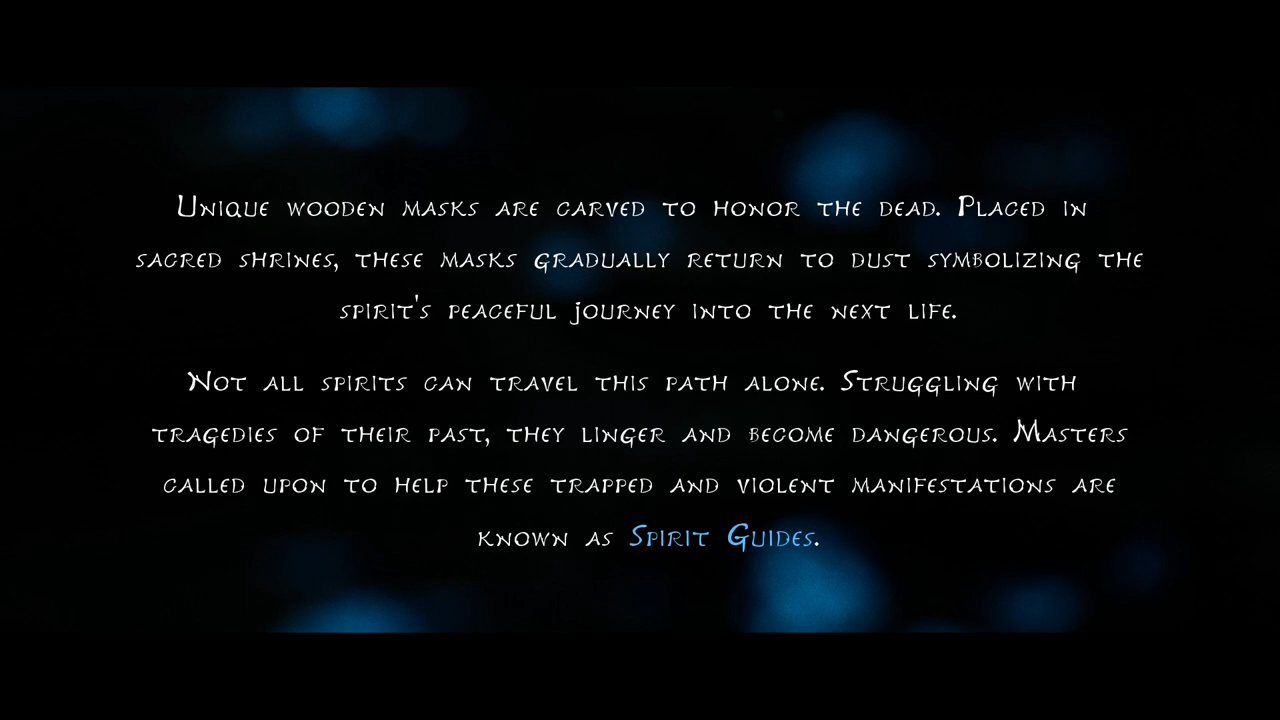 Unique wooden masks are carved to honor the dead. Placed in
sacred shrines, these masks gradually return to dust symbolizing the
spirit's peaceful journey into the next life.
Not all spirits can travel this path alone. Struggling with
tragedies of their past, they linger and become dangerous. Masters
called upon to help these trapped and violent manifestations are
known as Spirit Guides.